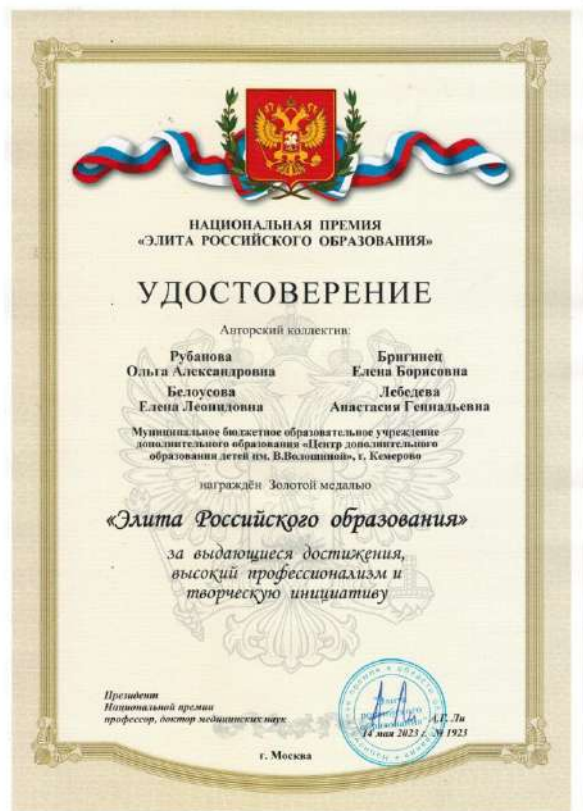 НАЦИОНАЛЬНАЯ ПРЕМИЯ
«ЭЛИТА РОССИЙСКОГО ОБРАЗОВАНИЯ»
УДОСТОВЕРЕНИЕ
Авторский коллектив:
Рубанова
Ольга Александровна
Бригинец
Елена Борисовна
Белоусова
Елена Леонидовна
Лебедева
Анастасия Геннадьевна
Муниципальное бюджетное образовательное учреждение
дополнительного образования «Центр дополнительного
образования детей им. В.Волошиной», г. Кемерово
награждён Золотой медалью
«Элита Российского образования»
за выдающиеся достижения,
высокий профессионализм и
творческую инициативу
Президент
Национальной премии
профессор, доктор медицинских наук
А.Г. Ли
14 мая 2023 г. № 1923
г. Москва